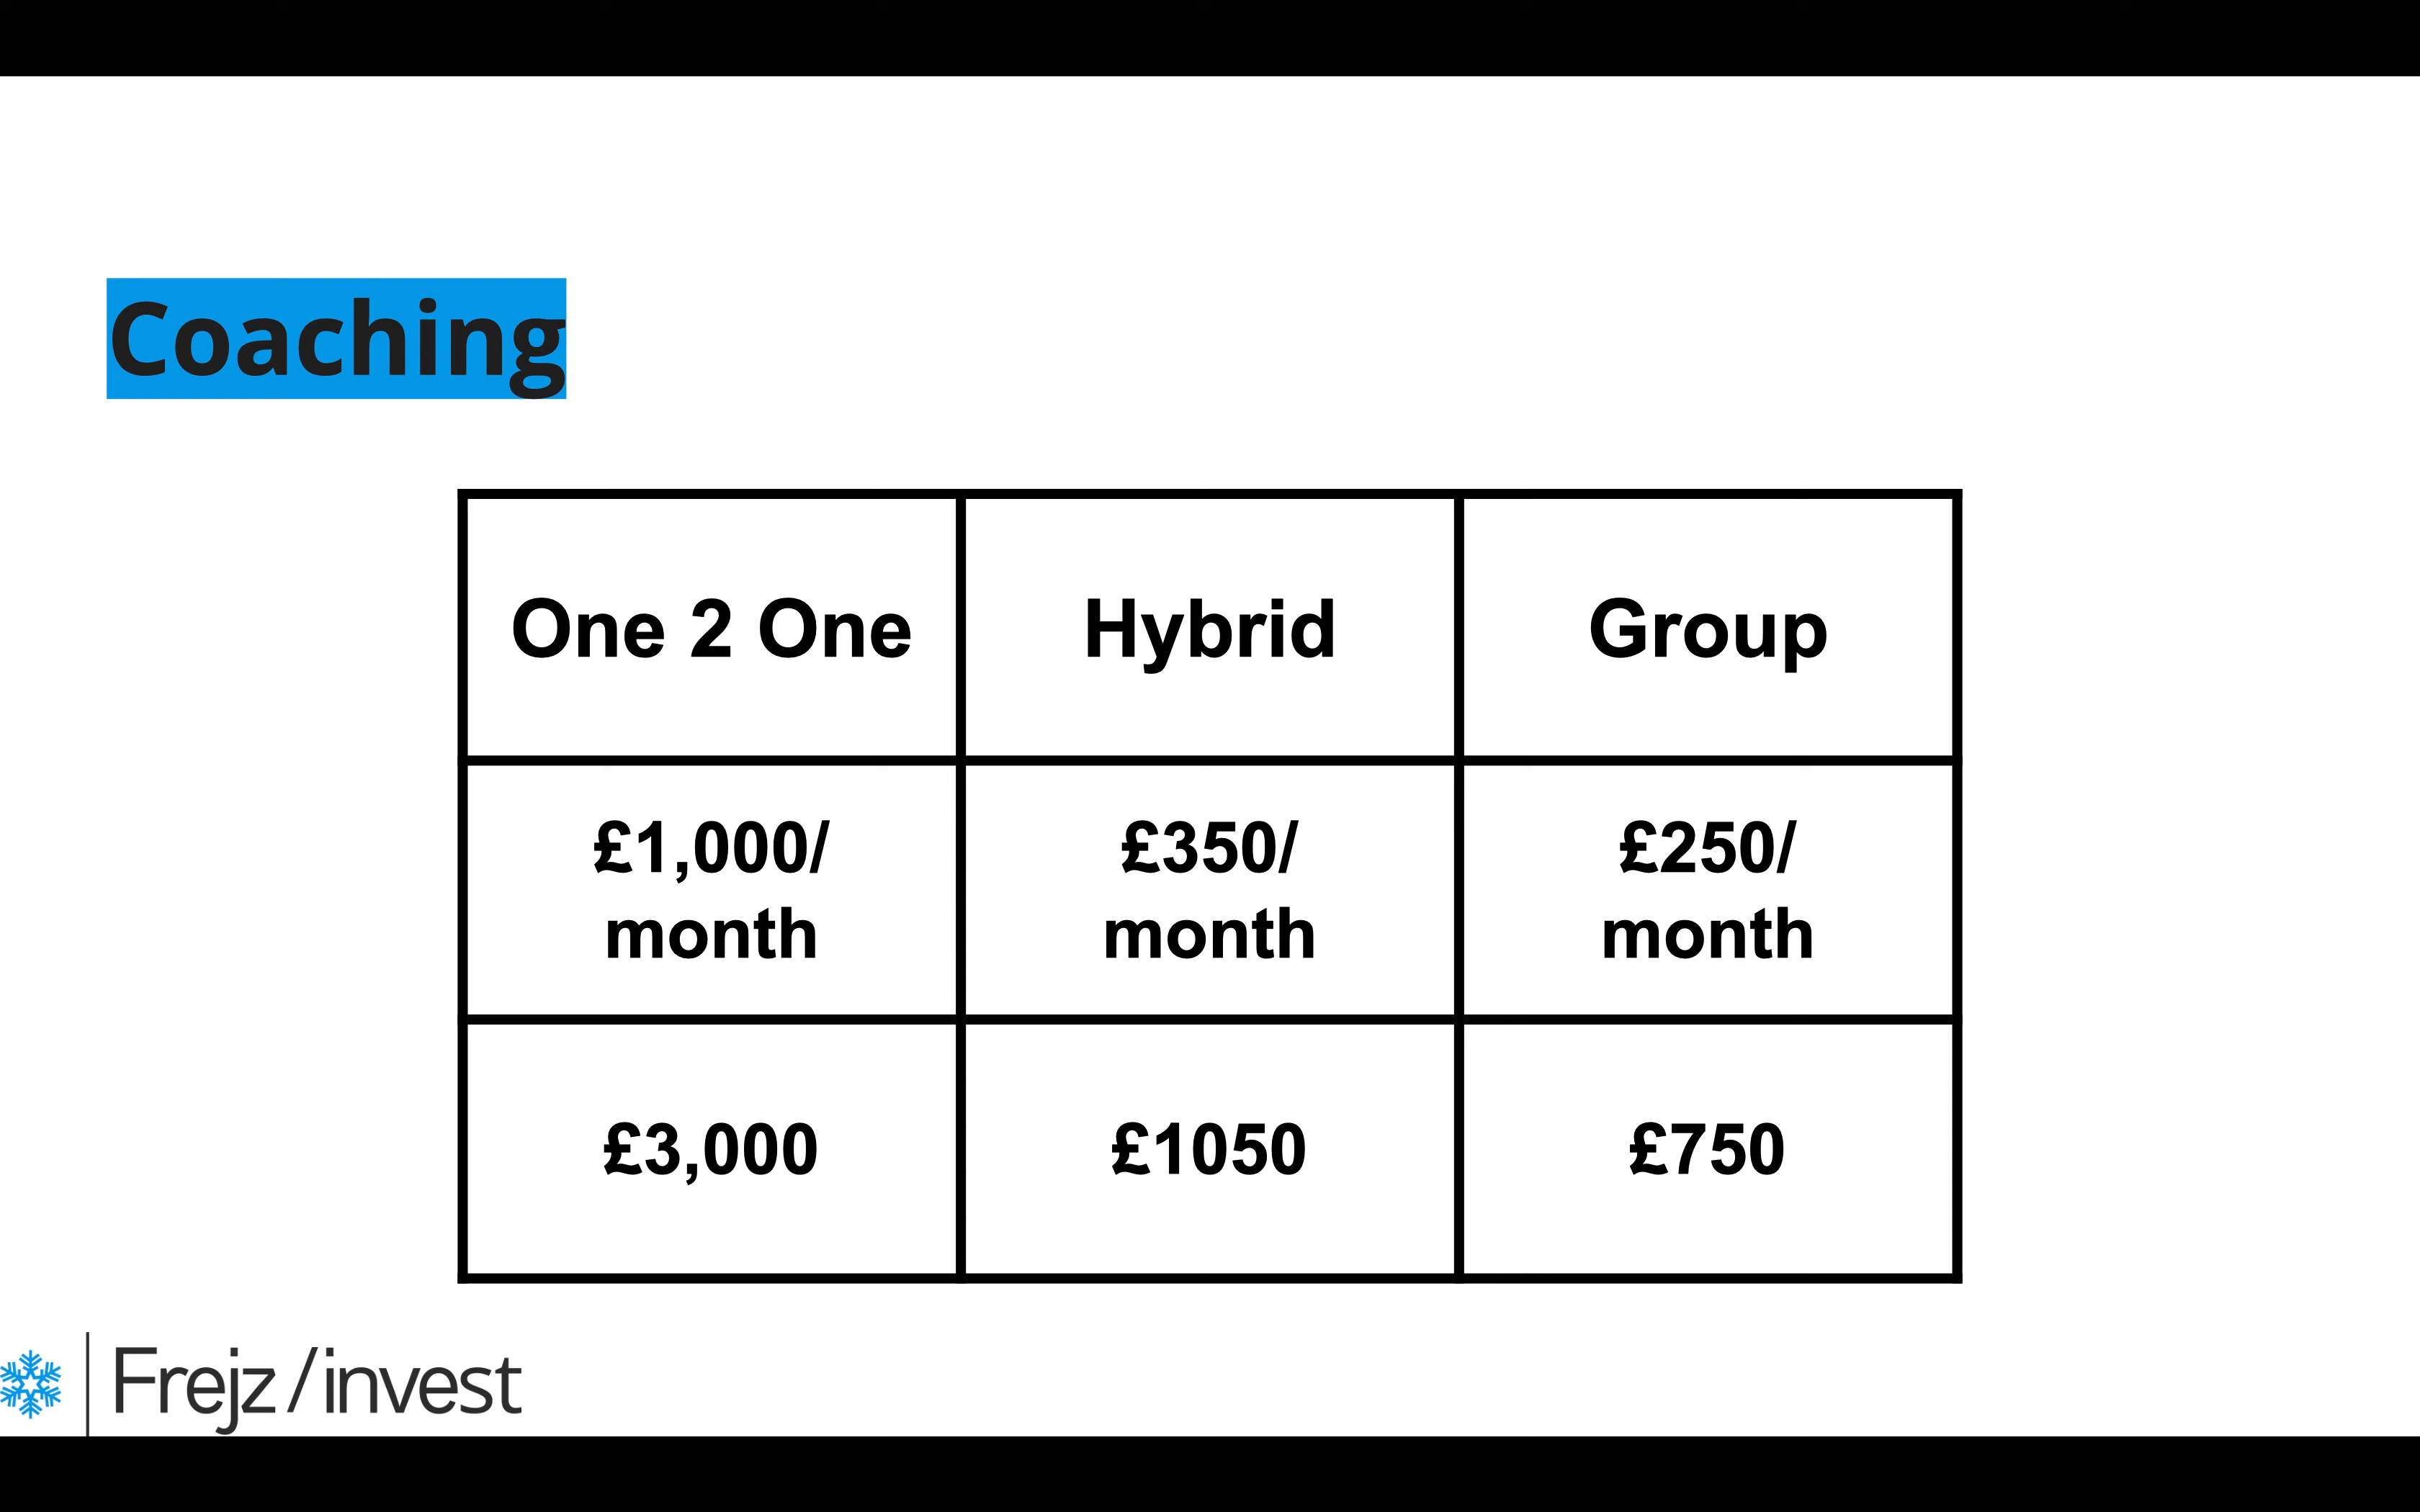 Coaching
One 2 One Hybrid Group
£1,000/ £350/ £250/
month month month
£3,000 £1050 £750
Frejz/invest